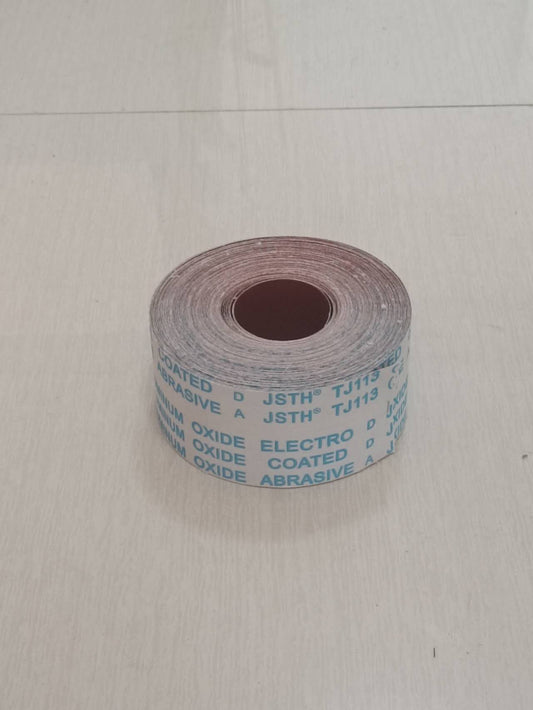 COATED D JSTH® TJ113
ABRASIVE A JSTH® TJ113
OXIDE ELECTRO D
OXIDE COATED D
OXIDE ABRASIVE A